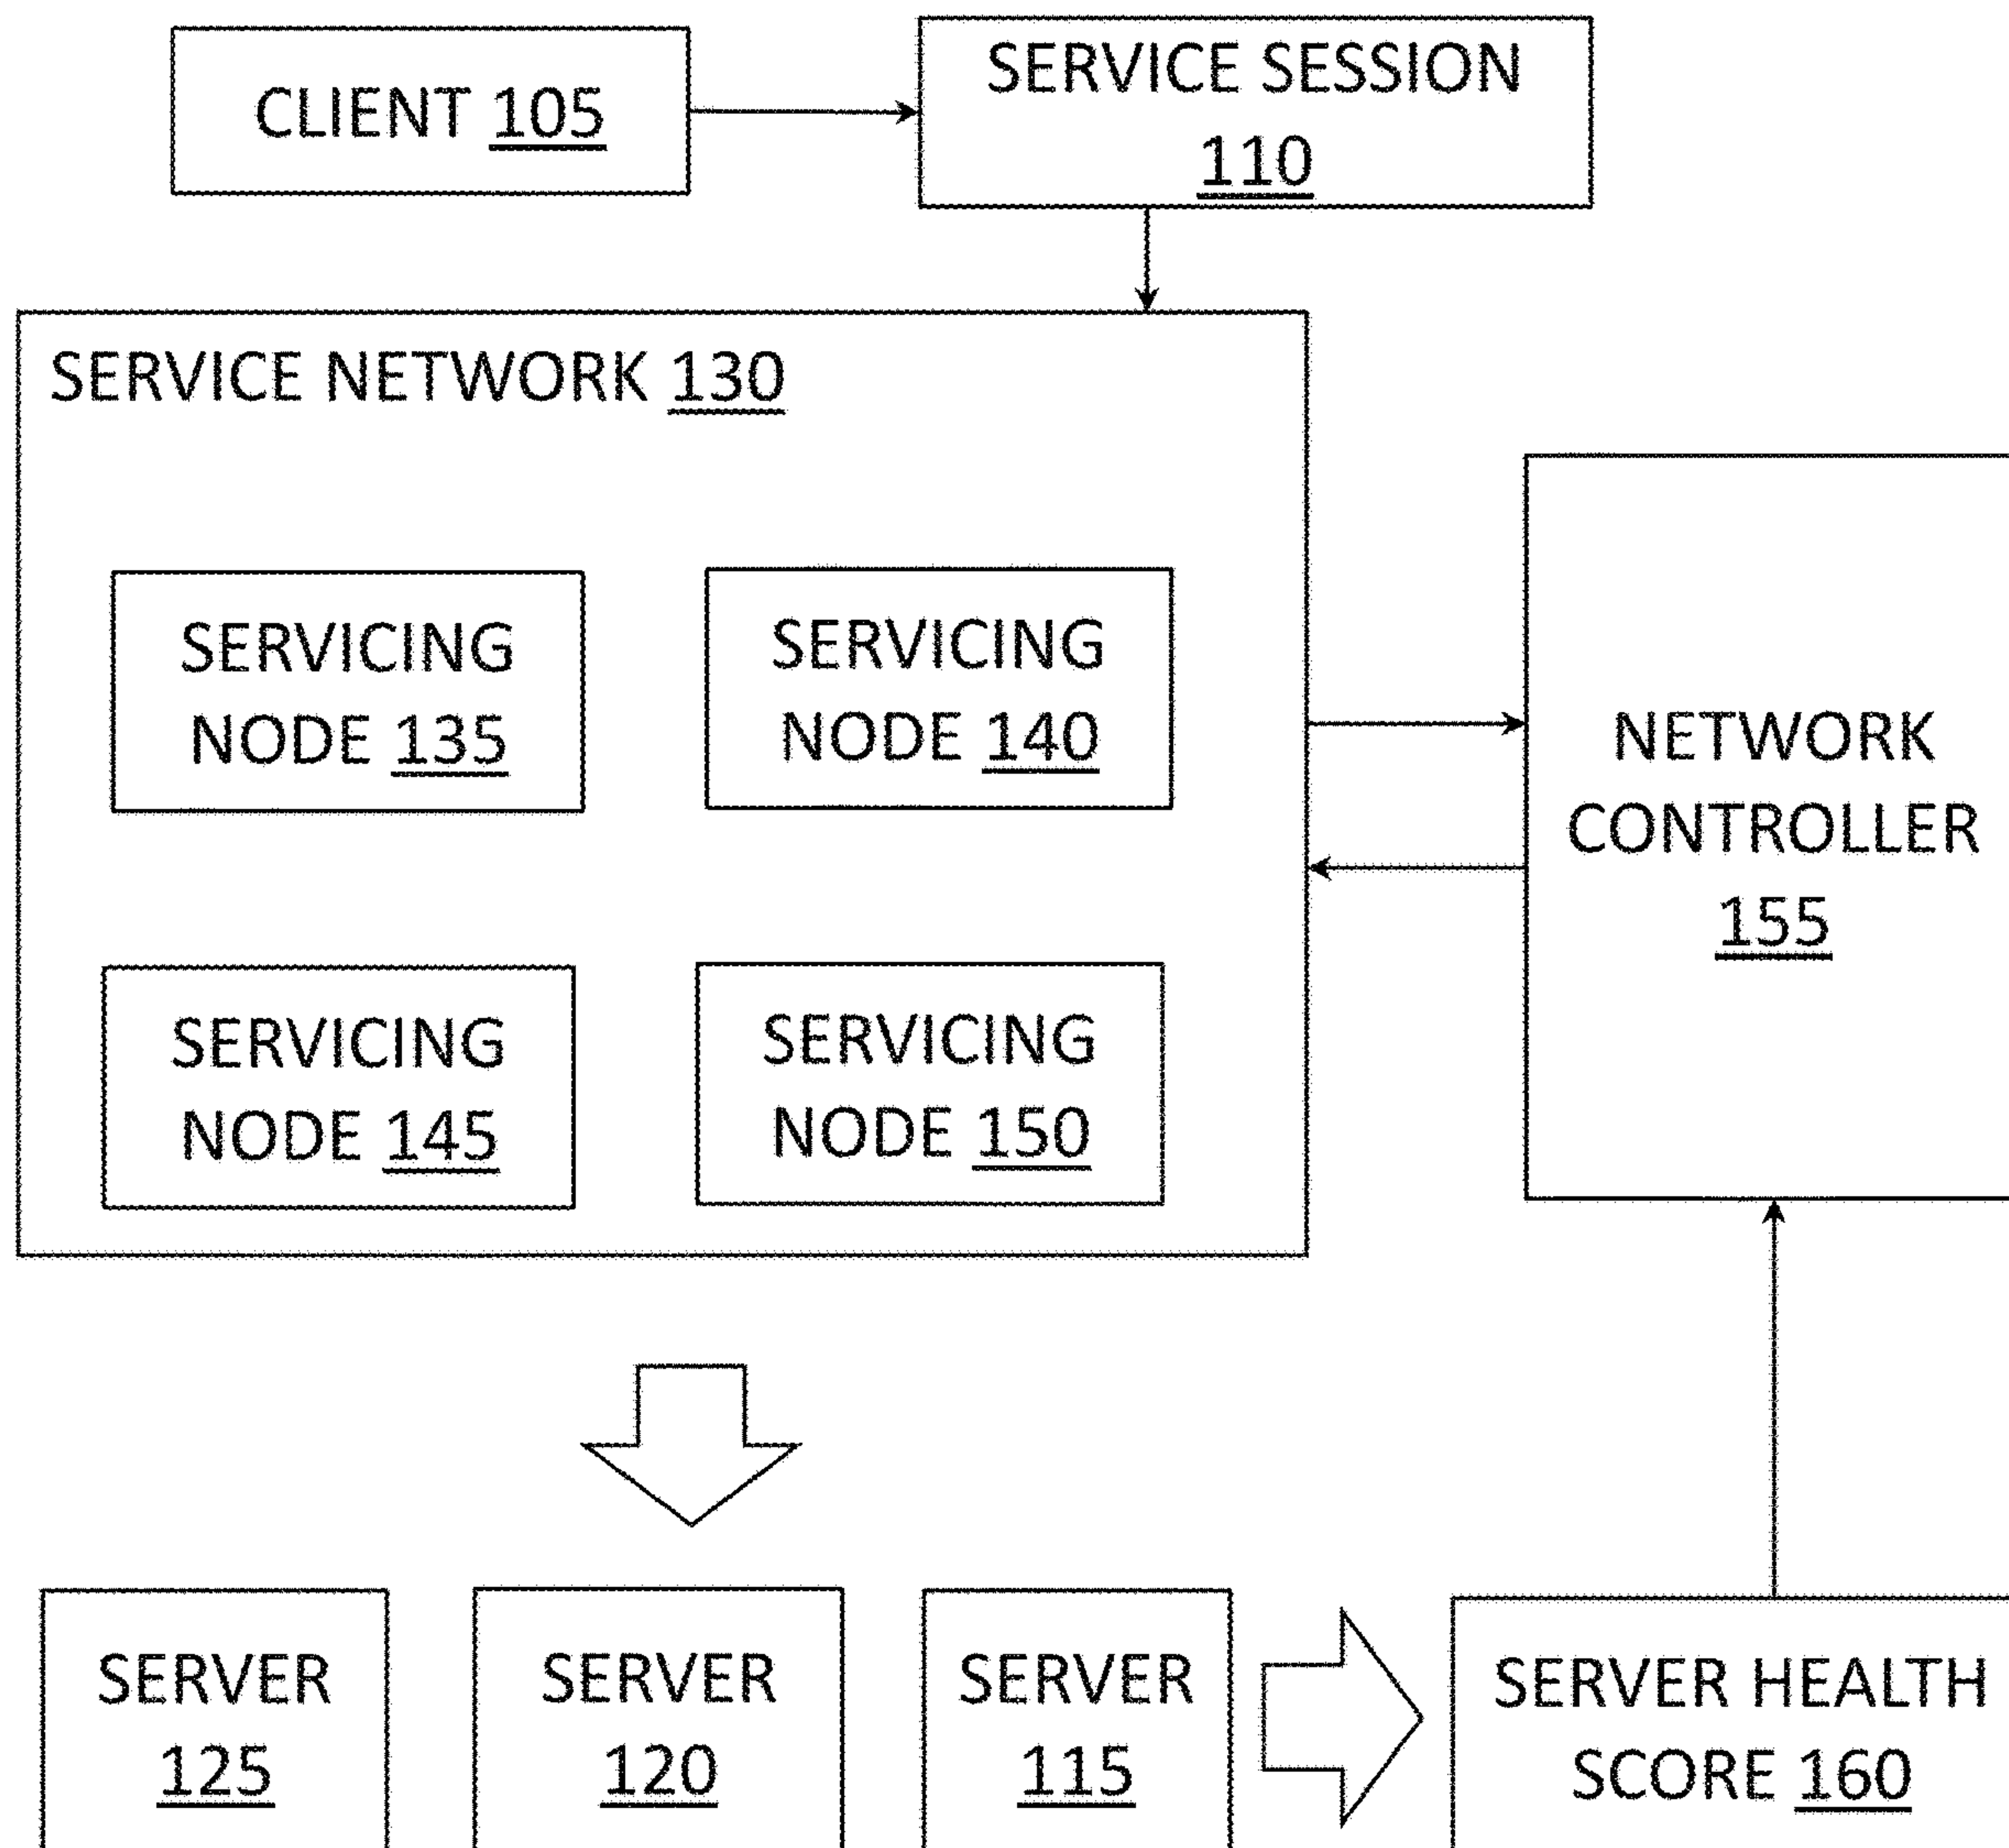 CLIENT 105
SERVICE SESSION
110
SERVICE NETWORK 130
SERVICING
NODE 135
SERVICING
NODE 140
SERVICING
NODE 145
SERVICING
NODE 150
NETWORK
CONTROLLER
155
SERVER
125
SERVER
120
SERVER
115
SERVER HEALTH
SCORE 160